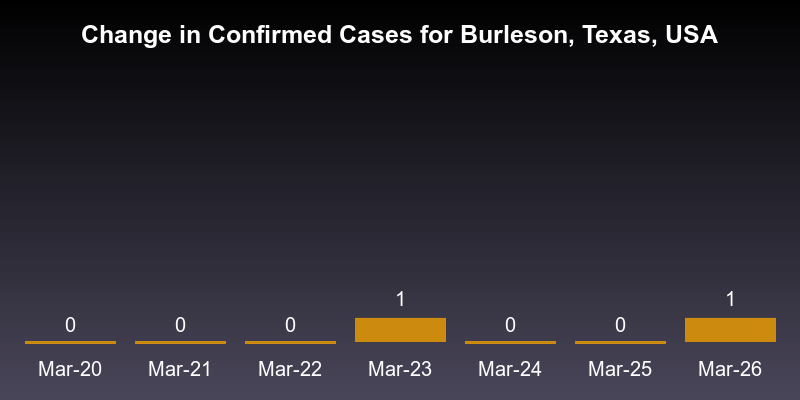 Change in Confirmed Cases for Burleson, Texas, USA
0 0 0 1 0 0 1
Mar-20 Mar-21 Mar-22 Mar-23 Mar-24 Mar-25 Mar-26